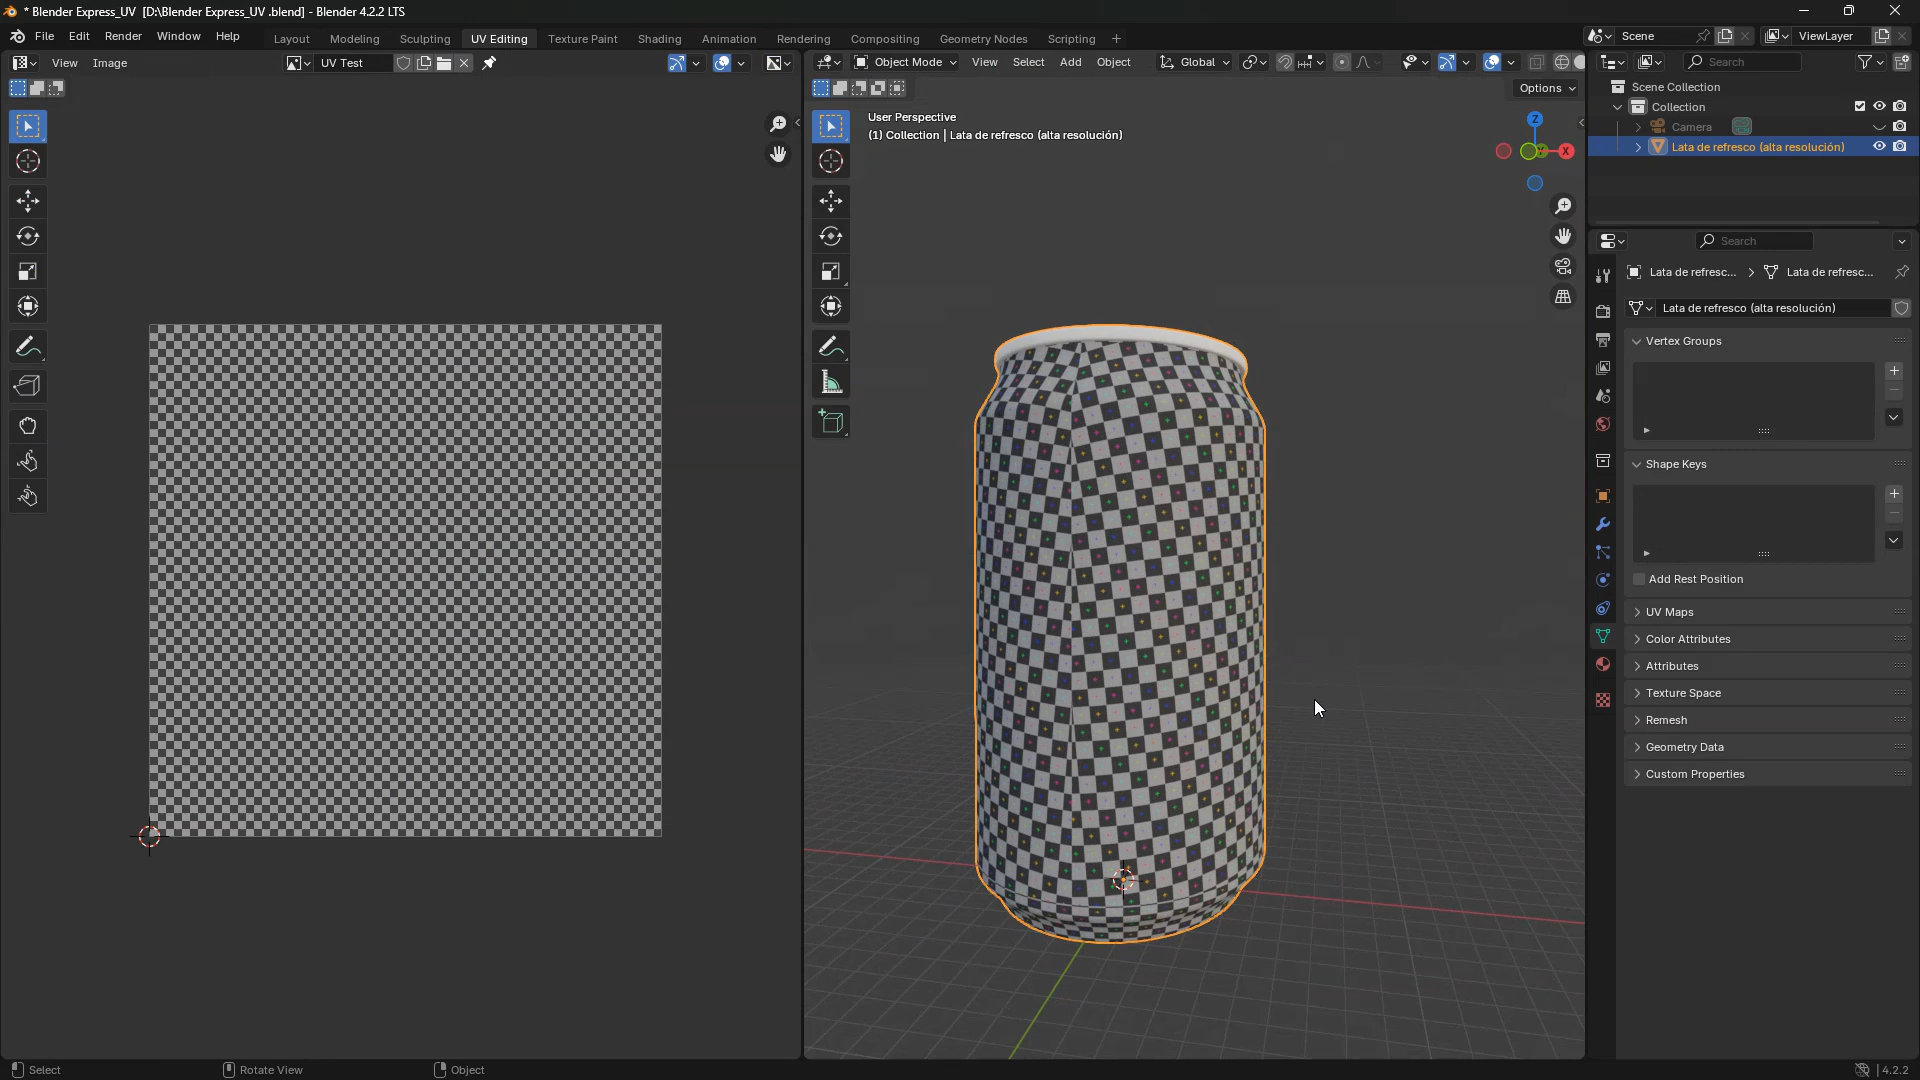 * Blender Express_UV [D:\Blender Express_UV .blend] - Blender 4.2.2 LTS
File Edit Render Window Help Layout Modeling Sculpting UV Editing Texture Paint Shading Animation Rendering Compositing Geometry Nodes Scripting + Scene ViewLayer
View Image UV Test Object Mode View Select Add Object Global Search
Options
User Perspective
(1) Collection | Lata de refresco (alta resolución)
Z
X
Scene Collection
Collection
Camera
Lata de refresco (alta resolución)
Search
Lata de refresc... Lata de refresc...
Lata de refresco (alta resolución)
Vertex Groups
Shape Keys
Add Rest Position
UV Maps
Color Attributes
Attributes
Texture Space
Remesh
Geometry Data
Custom Properties
Select Rotate View Object 4.2.2